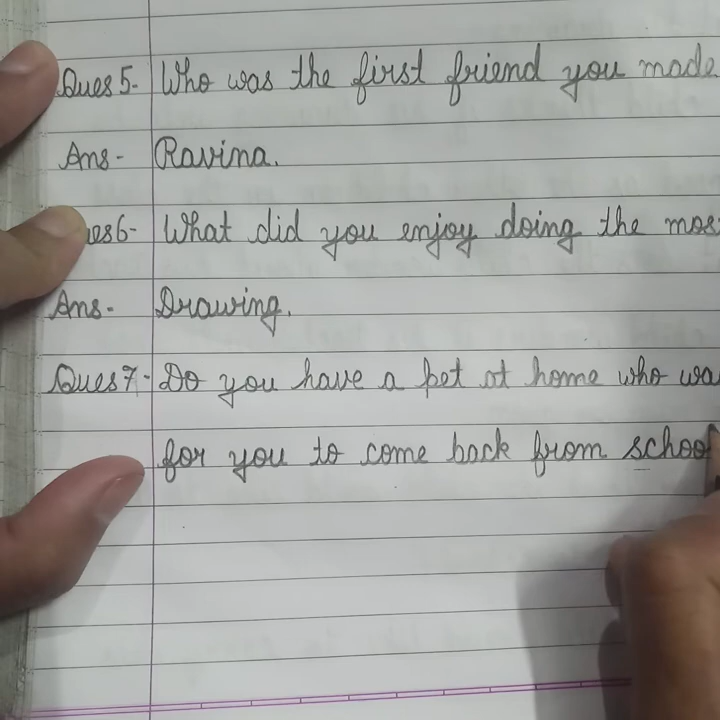 Ques 5- Who was the first friend you made
Ans- Ravina.
ues6- What did you enjoy doing the mos
Ans- Drawing.
Ques 7- Do you have a pet at home who wa
for you to come back from schoo